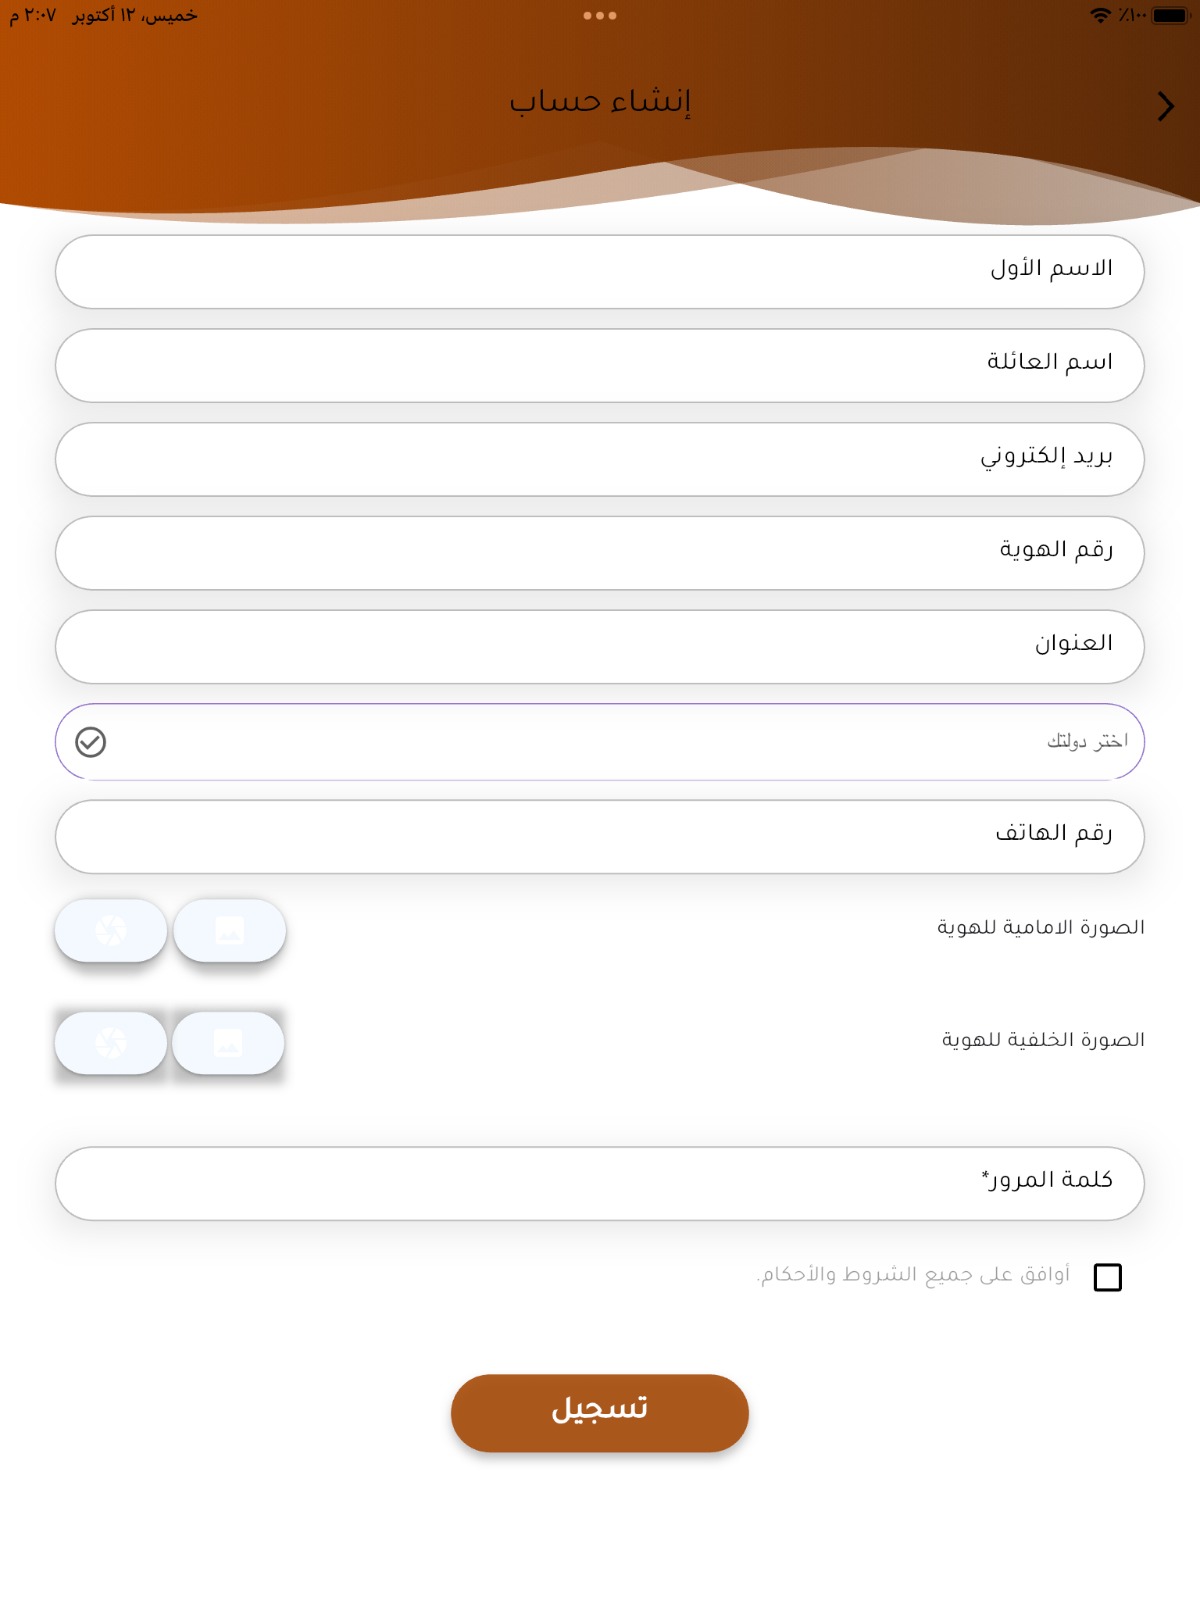 خميس، ١٢ أكتوبر ٢:٠٧ م
٪١٠٠
إنشاء حساب
الاسم الأول
اسم العائلة
بريد إلكتروني
رقم الهوية
العنوان
اختر دولتك
رقم الهاتف
الصورة الامامية للهوية
الصورة الخلفية للهوية
كلمة المرور*
أوافق على جميع الشروط والأحكام.
تسجيل